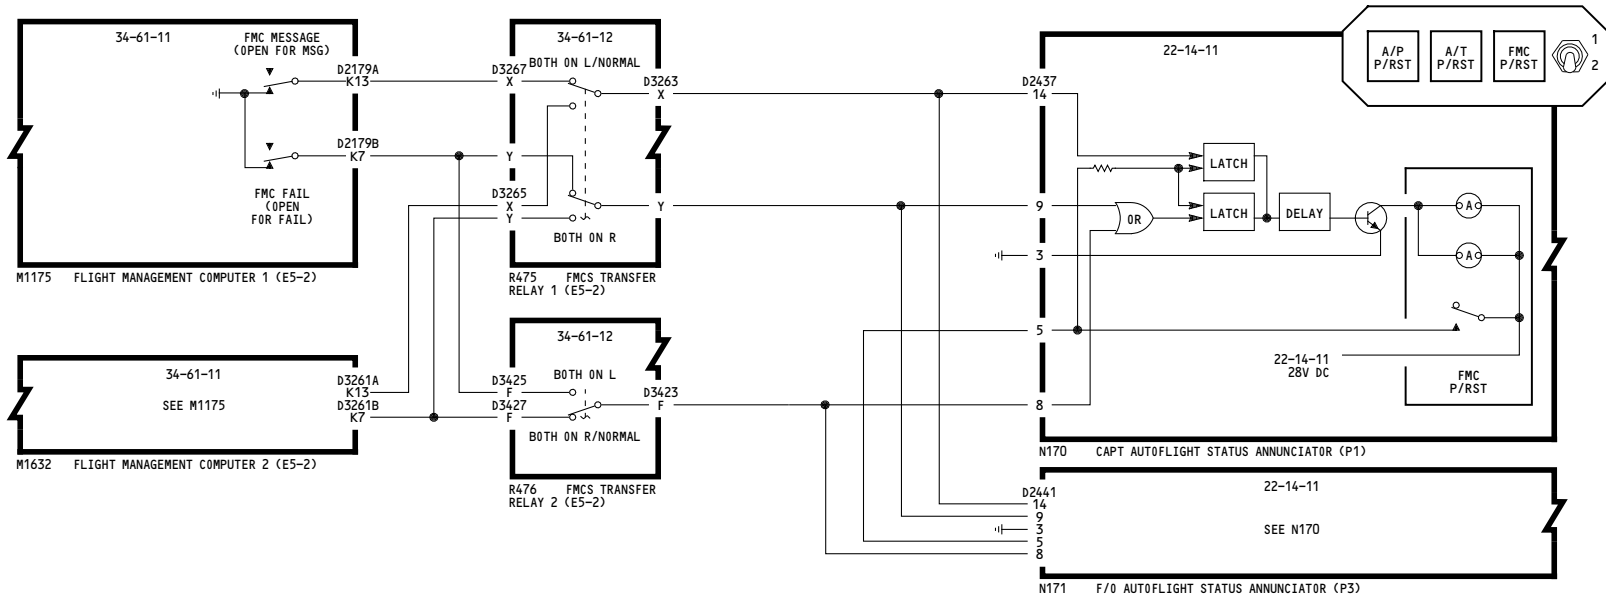 34-61-11
FMC MESSAGE
(OPEN FOR MSG)
D2179A
K13
D2179B
K7
FMC FAIL
(OPEN
FOR FAIL)
M1175 FLIGHT MANAGEMENT COMPUTER 1 (E5-2)
34-61-11
SEE M1175
D3261A
K13
D3261B
K7
M1632 FLIGHT MANAGEMENT COMPUTER 2 (E5-2)
34-61-12
BOTH ON L/NORMAL
D3267
X
Y
D3265
X
Y
D3263
X
Y
BOTH ON R
R475 FMCS TRANSFER
RELAY 1 (E5-2)
34-61-12
BOTH ON L
D3425
F
D3427
F
D3423
F
BOTH ON R/NORMAL
R476 FMCS TRANSFER
RELAY 2 (E5-2)
22-14-11
A/P
P/RST
A/T
P/RST
FMC
P/RST
1
2
D2437
14
9
3
5
8
LATCH
LATCH
OR
DELAY
A
A
22-14-11
28V DC
FMC
P/RST
N170 CAPT AUTOFLIGHT STATUS ANNUNCIATOR (P1)
D2441
14
9
3
5
8
22-14-11
SEE N170
N171 F/O AUTOFLIGHT STATUS ANNUNCIATOR (P3)